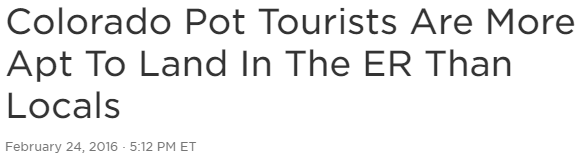 Colorado Pot Tourists Are More
Apt To Land In The ER Than
Locals
February 24, 2016 · 5:12 PM ET